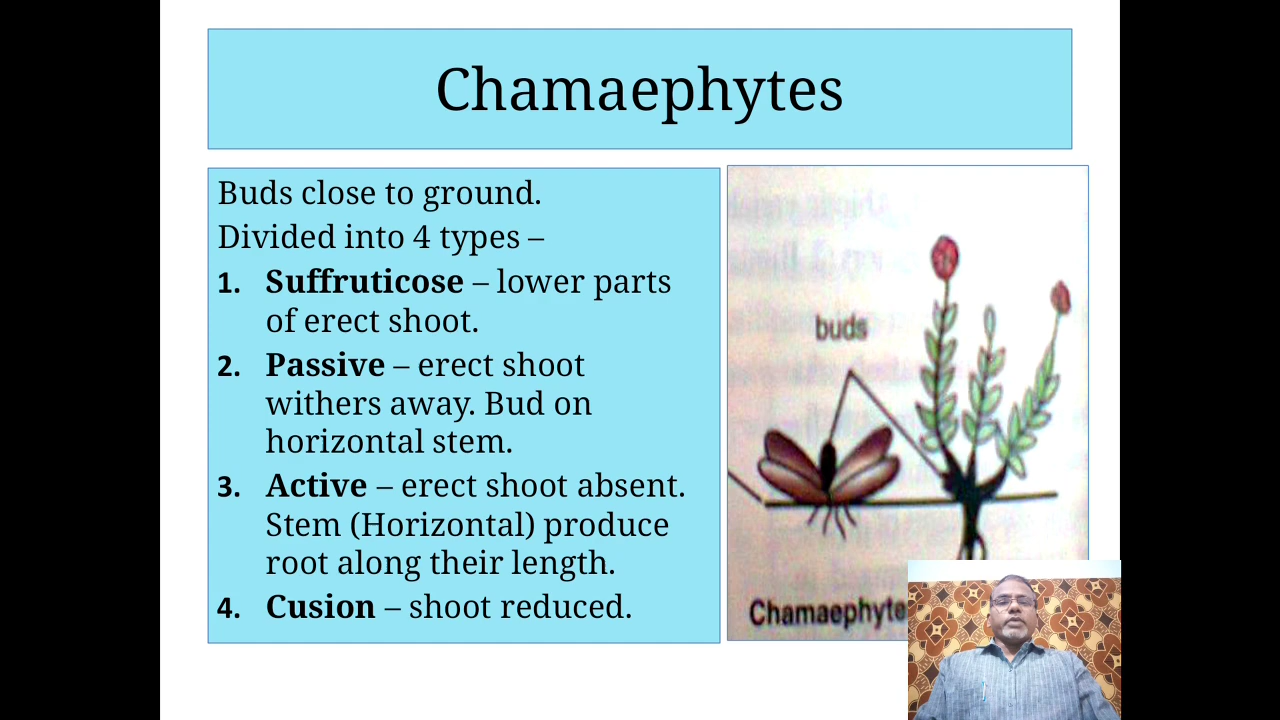 Chamaephytes
Buds close to ground.
Divided into 4 types –
1. Suffruticose – lower parts
of erect shoot.
2. Passive – erect shoot
withers away. Bud on
horizontal stem.
3. Active – erect shoot absent.
Stem (Horizontal) produce
root along their length.
4. Cusion – shoot reduced.
buds
Chamaephyte